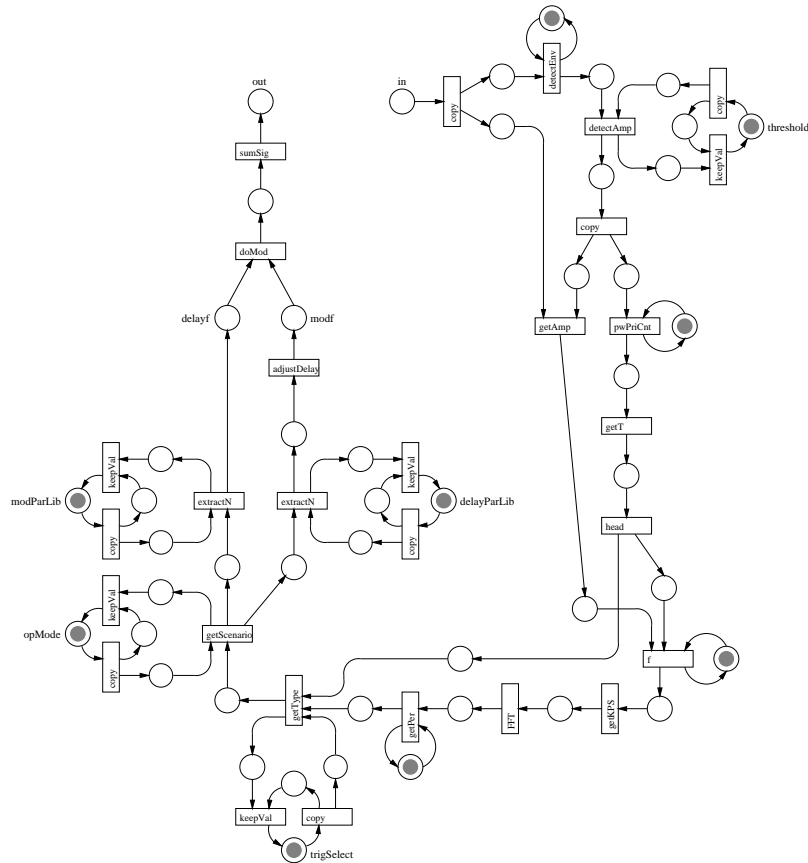 out
in
detectEnv
copy
copy
threshold
detectAmp
keepVal
sumSig
copy
doMod
delayf
modf
getAmp
pwPriCnt
adjustDelay
getT
keepVal
keepVal
modParLib
extractN
extractN
delayParLib
head
copy
copy
keepVal
opMode
getScenario
f
copy
getType
getPer
FFT
getKPS
keepVal
copy
trigSelect